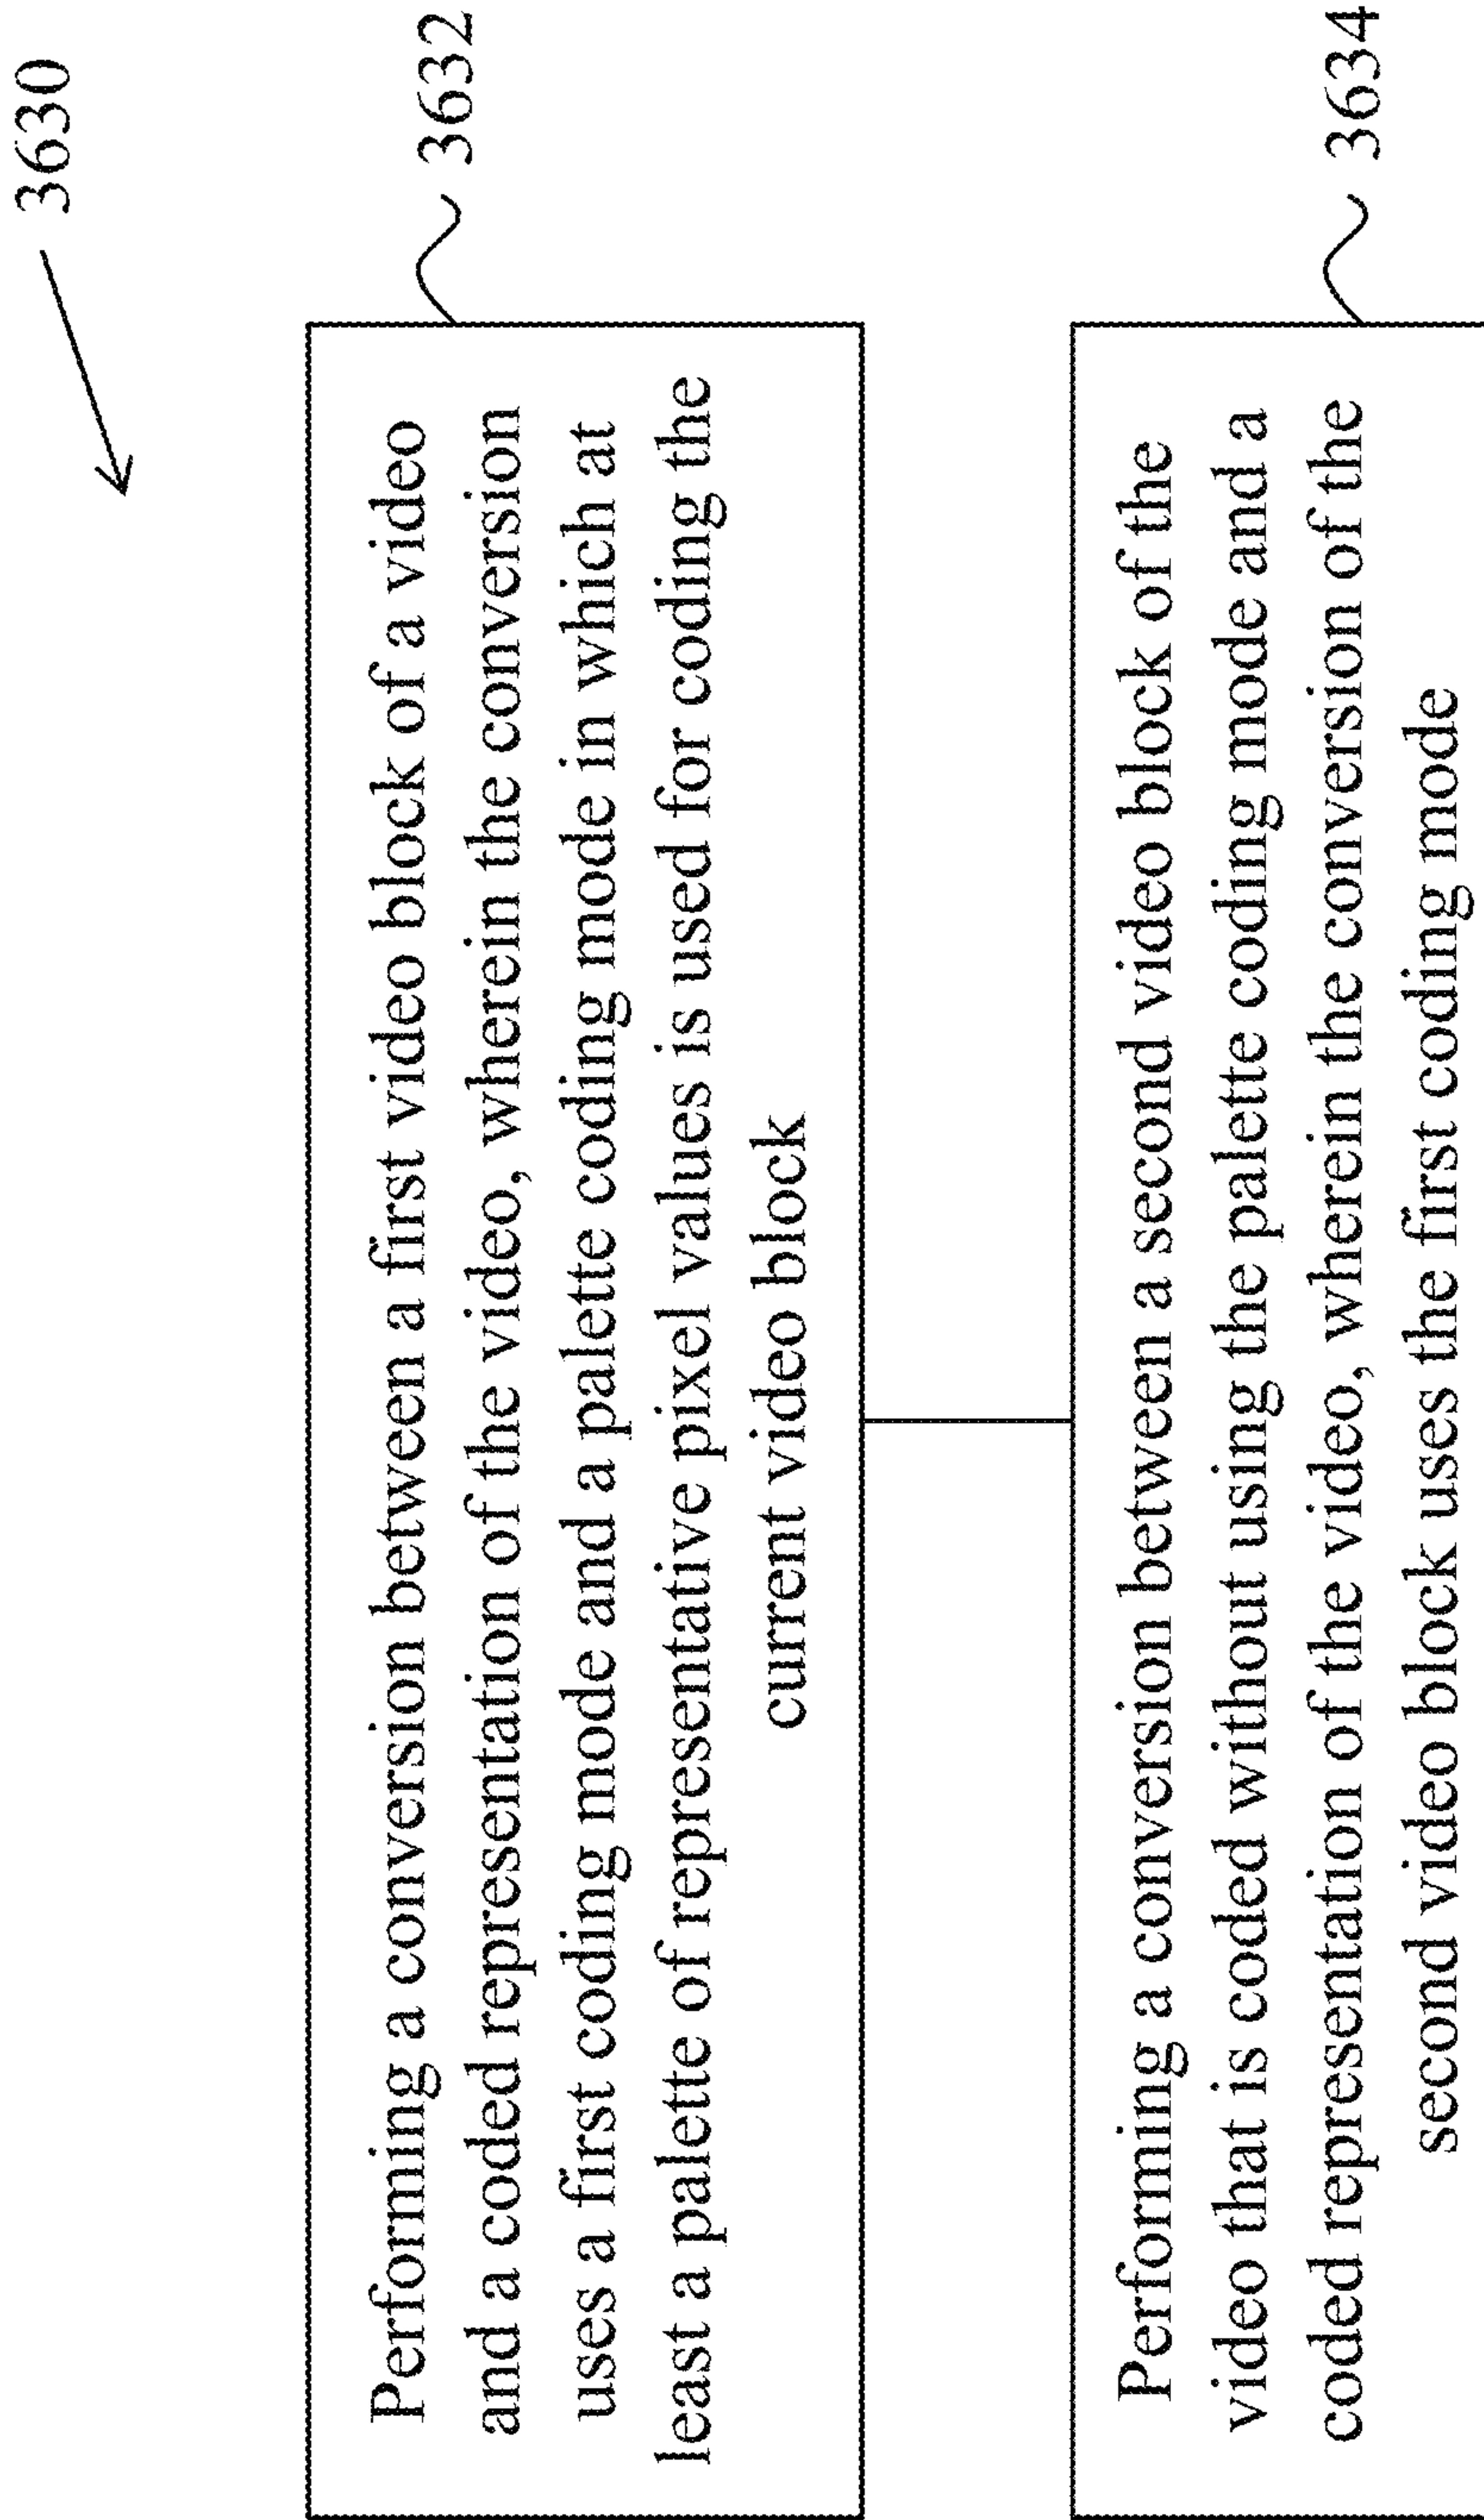 3630
Performing a conversion between a first video block of a video
and a coded representation of the video, wherein the conversion
uses a first coding mode and a palette coding mode in which at
least a palette of representative pixel values is used for coding the
current video block
3632
Performing a conversion between a second video block of the
video that is coded without using the palette coding mode and a
coded representation of the video, wherein the conversion of the
second video block uses the first coding mode
3634